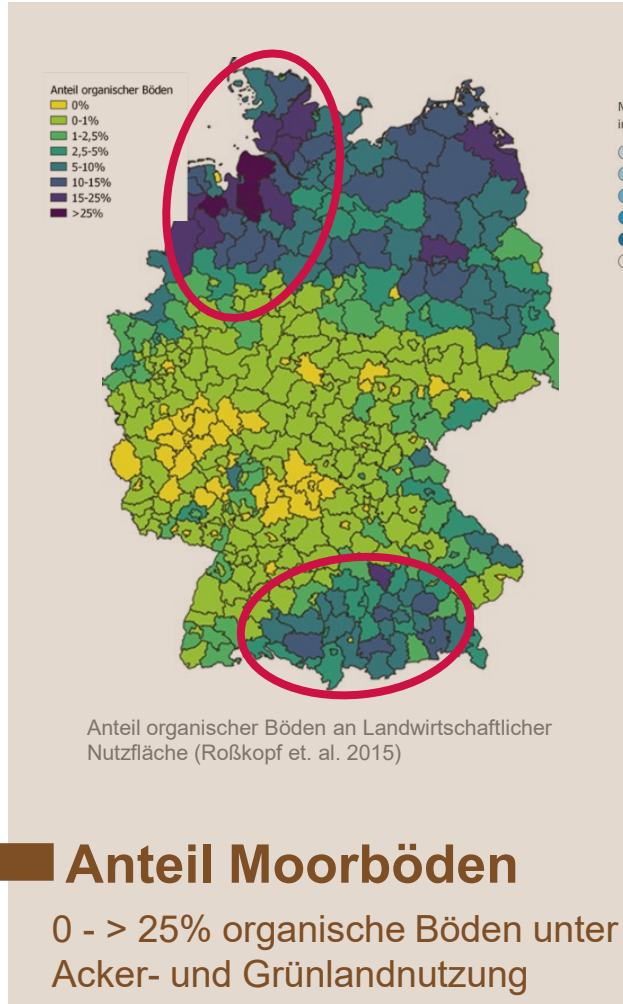 Anteil organischer Böden
0%
0-1%
1-2,5%
2,5-5%
5-10%
10-15%
15-25%
>25%
Anteil organischer Böden an Landwirtschaftlicher
Nutzfläche (Roßkopf et. al. 2015)
Anteil Moorböden
0 - > 25% organische Böden unter
Acker- und Grünlandnutzung